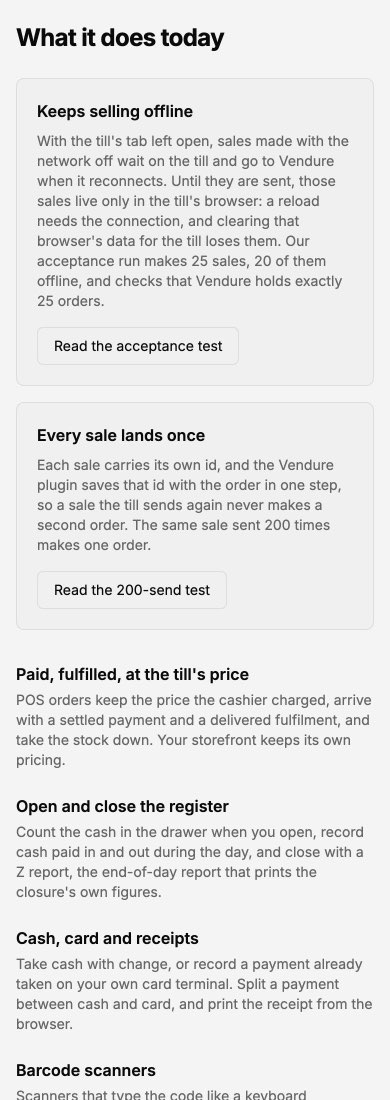 What it does today
Keeps selling offline
With the till's tab left open, sales made with the
network off wait on the till and go to Vendure
when it reconnects. Until they are sent, those
sales live only in the till's browser: a reload
needs the connection, and clearing that
browser's data for the till loses them. Our
acceptance run makes 25 sales, 20 of them
offline, and checks that Vendure holds exactly
25 orders.
Read the acceptance test
Every sale lands once
Each sale carries its own id, and the Vendure
plugin saves that id with the order in one step,
so a sale the till sends again never makes a
second order. The same sale sent 200 times
makes one order.
Read the 200-send test
Paid, fulfilled, at the till's price
POS orders keep the price the cashier charged, arrive
with a settled payment and a delivered fulfilment, and
take the stock down. Your storefront keeps its own
pricing.
Open and close the register
Count the cash in the drawer when you open, record
cash paid in and out during the day, and close with a
Z report, the end-of-day report that prints the
closure's own figures.
Cash, card and receipts
Take cash with change, or record a payment already
taken on your own card terminal. Split a payment
between cash and card, and print the receipt from the
browser.
Barcode scanners
Scanners that type the code like a keyboard